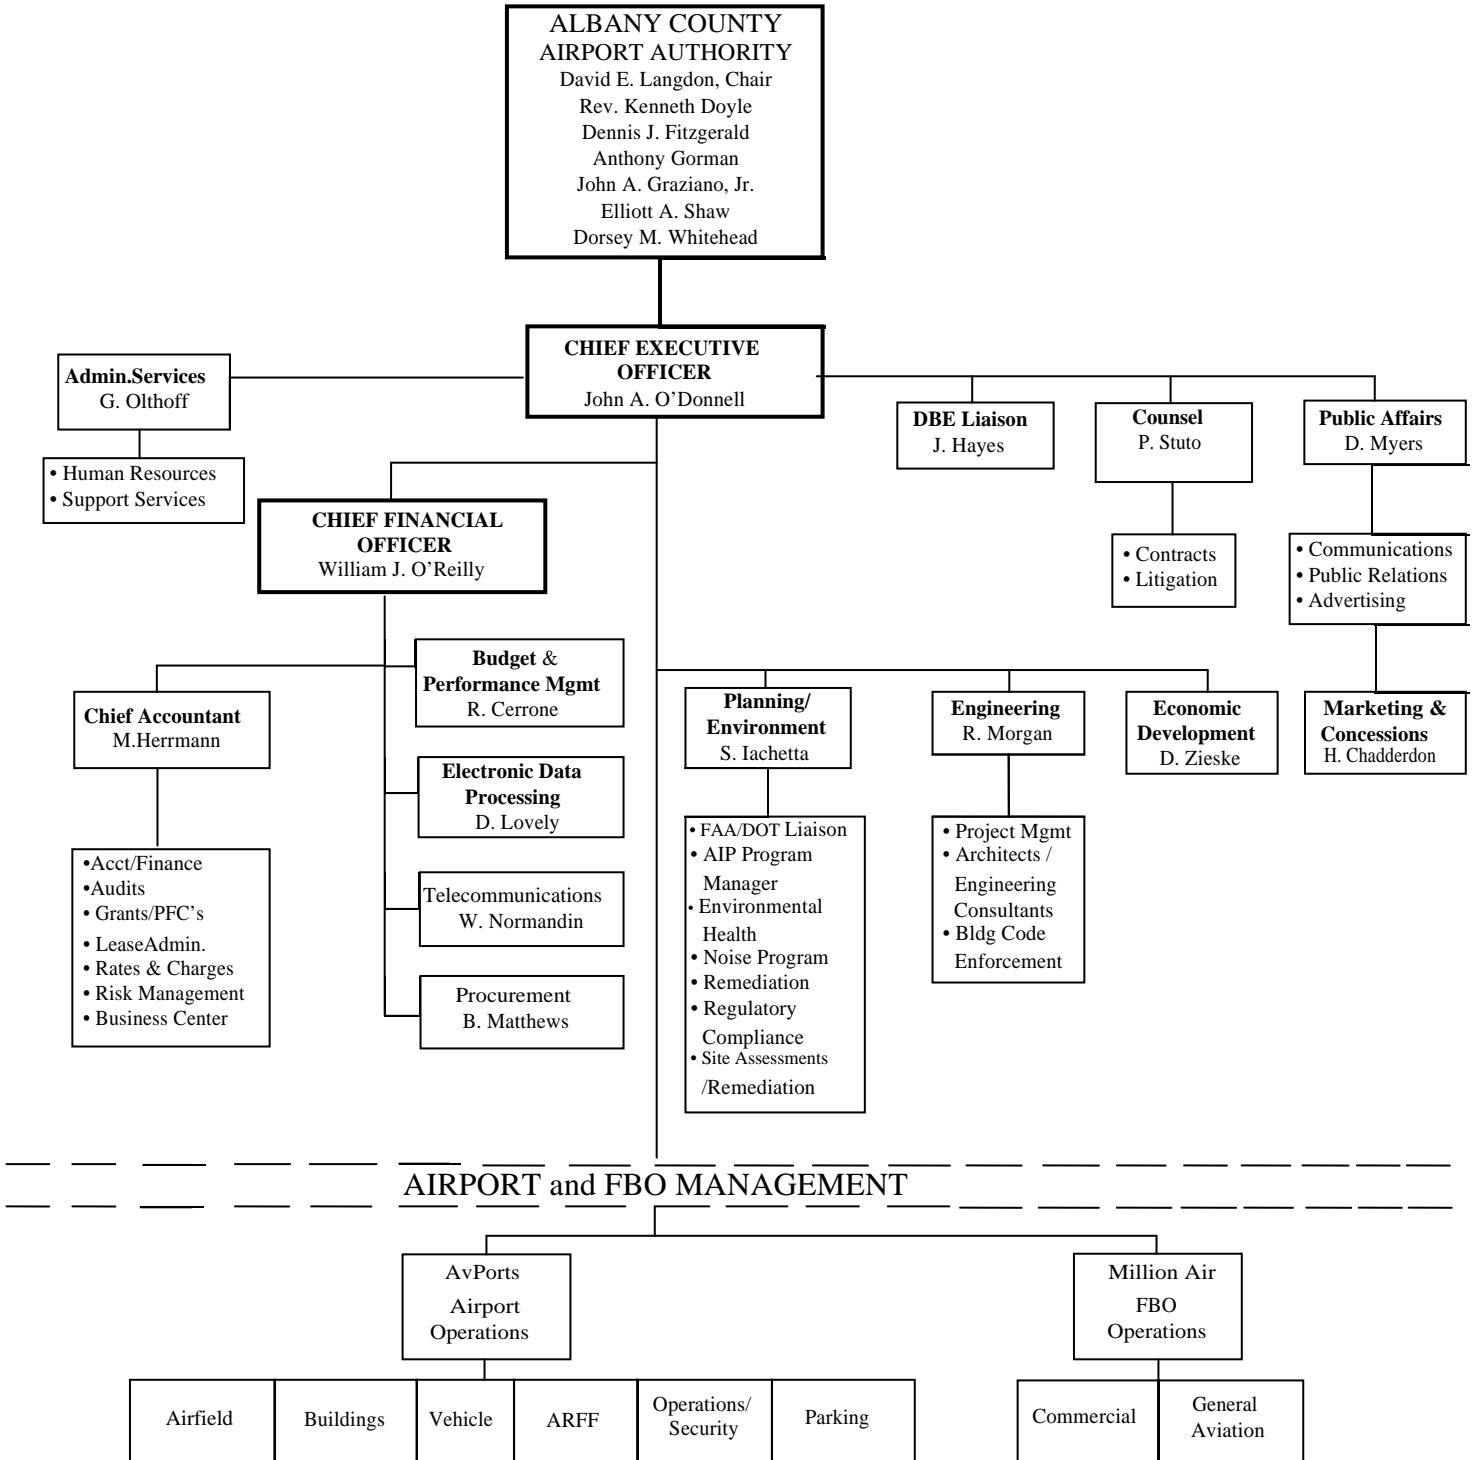 ALBANY COUNTY
AIRPORT AUTHORITY
David E. Langdon, Chair
Rev. Kenneth Doyle
Dennis J. Fitzgerald
Anthony Gorman
John A. Graziano, Jr.
Elliott A. Shaw
Dorsey M. Whitehead
CHIEF EXECUTIVE
OFFICER
John A. O’Donnell
Admin.Services
G. Olthoff
• Human Resources
• Support Services
DBE Liaison
J. Hayes
Counsel
P. Stuto
• Contracts
• Litigation
Public Affairs
D. Myers
• Communications
• Public Relations
• Advertising
Marketing &
Concessions
H. Chadderdon
CHIEF FINANCIAL
OFFICER
William J. O’Reilly
Chief Accountant
M.Herrmann
•Acct/Finance
•Audits
• Grants/PFC’s
• LeaseAdmin.
• Rates & Charges
• Risk Management
• Business Center
Budget &
Performance Mgmt
R. Cerrone
Electronic Data
Processing
D. Lovely
Telecommunications
W. Normandin
Procurement
B. Matthews
Planning/
Environment
S. Iachetta
• FAA/DOT Liaison
• AIP Program
Manager
• Environmental
Health
• Noise Program
• Remediation
• Regulatory
Compliance
• Site Assessments
/Remediation
Engineering
R. Morgan
• Project Mgmt
• Architects /
Engineering
Consultants
• Bldg Code
Enforcement
Economic
Development
D. Zieske
AIRPORT and FBO MANAGEMENT
AvPorts
Airport
Operations
Airfield
Buildings
Vehicle
ARFF
Operations/
Security
Parking
Million Air
FBO
Operations
Commercial
General
Aviation